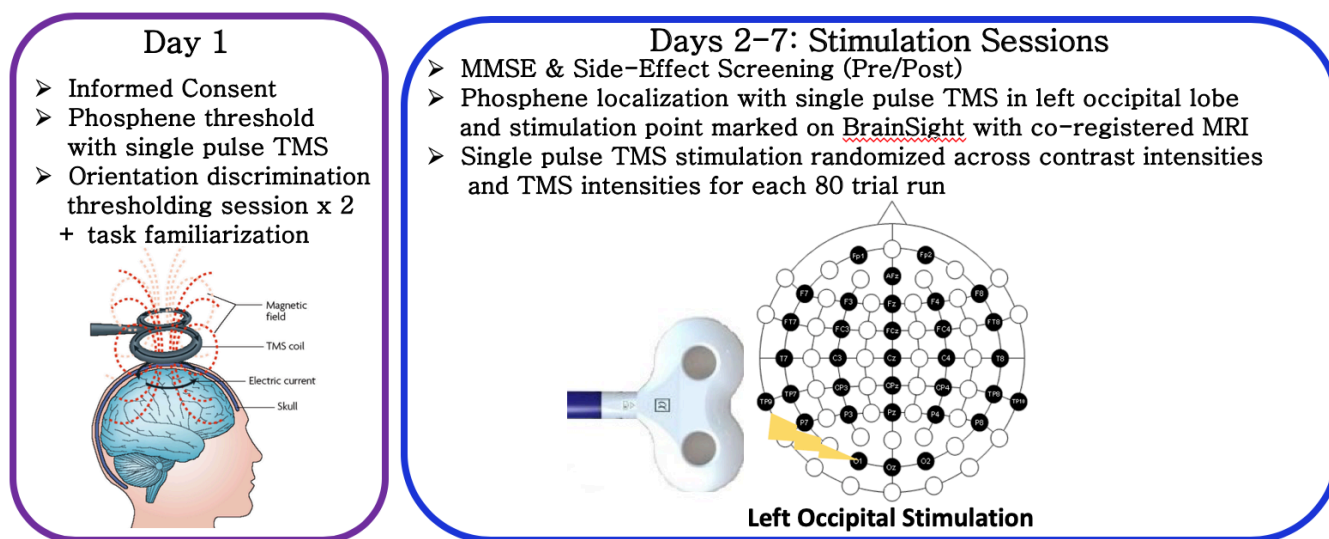 Day 1
➢ Informed Consent
➢ Phosphene threshold
with single pulse TMS
➢ Orientation discrimination
thresholding session x 2
+ task familiarization
Magnetic
field
TMS coil
Electric current
Skull
Days 2-7: Stimulation Sessions
➢ MMSE & Side-Effect Screening (Pre/Post)
➢ Phosphene localization with single pulse TMS in left occipital lobe
and stimulation point marked on BrainSight with co-registered MRI
➢ Single pulse TMS stimulation randomized across contrast intensities
and TMS intensities for each 80 trial run
Fp1 Fp2
AFz
F7 F3 Fz F4 F8
FT7 FC3 FCz FC4 FT8
T7 C3 Cz C4 T8
TP9 TP7 CP3 CPz CP4 TP8 TP10
P7 P3 Pz P4 P8
O1 Oz O2
Left Occipital Stimulation